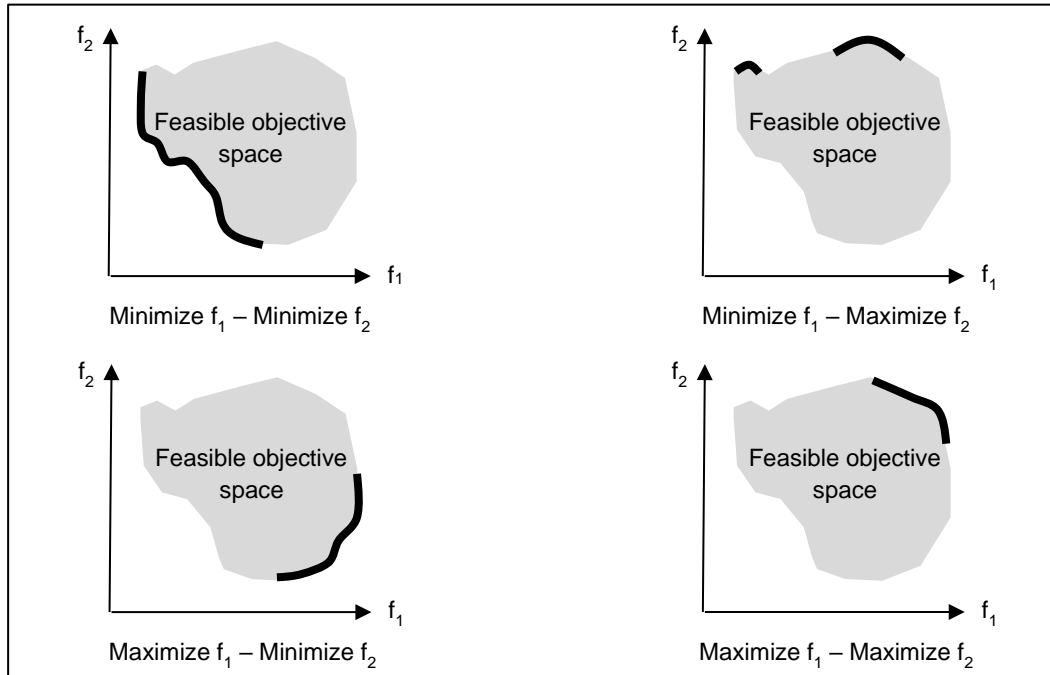 f₂
Feasible objective
space
f₁
Minimize f₁ – Minimize f₂
f₂
Feasible objective
space
f₁
Minimize f₁ – Maximize f₂
f₂
Feasible objective
space
f₁
Maximize f₁ – Minimize f₂
f₂
Feasible objective
space
f₁
Maximize f₁ – Maximize f₂